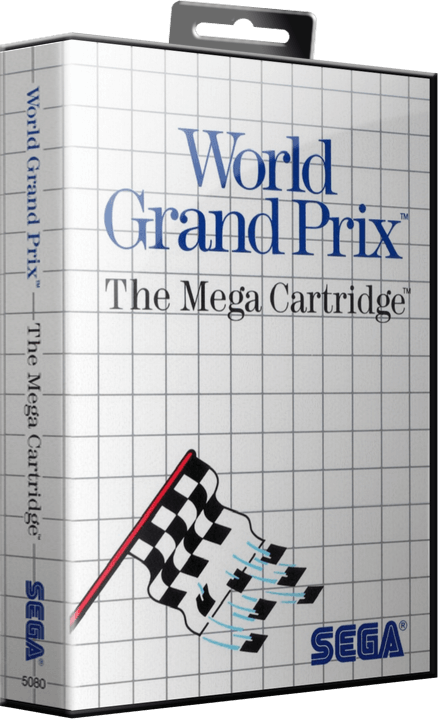 World
Grand Prix™
The Mega Cartridge™
SEGA®
World Grand Prix™ The Mega Cartridge™ SEGA®
5080